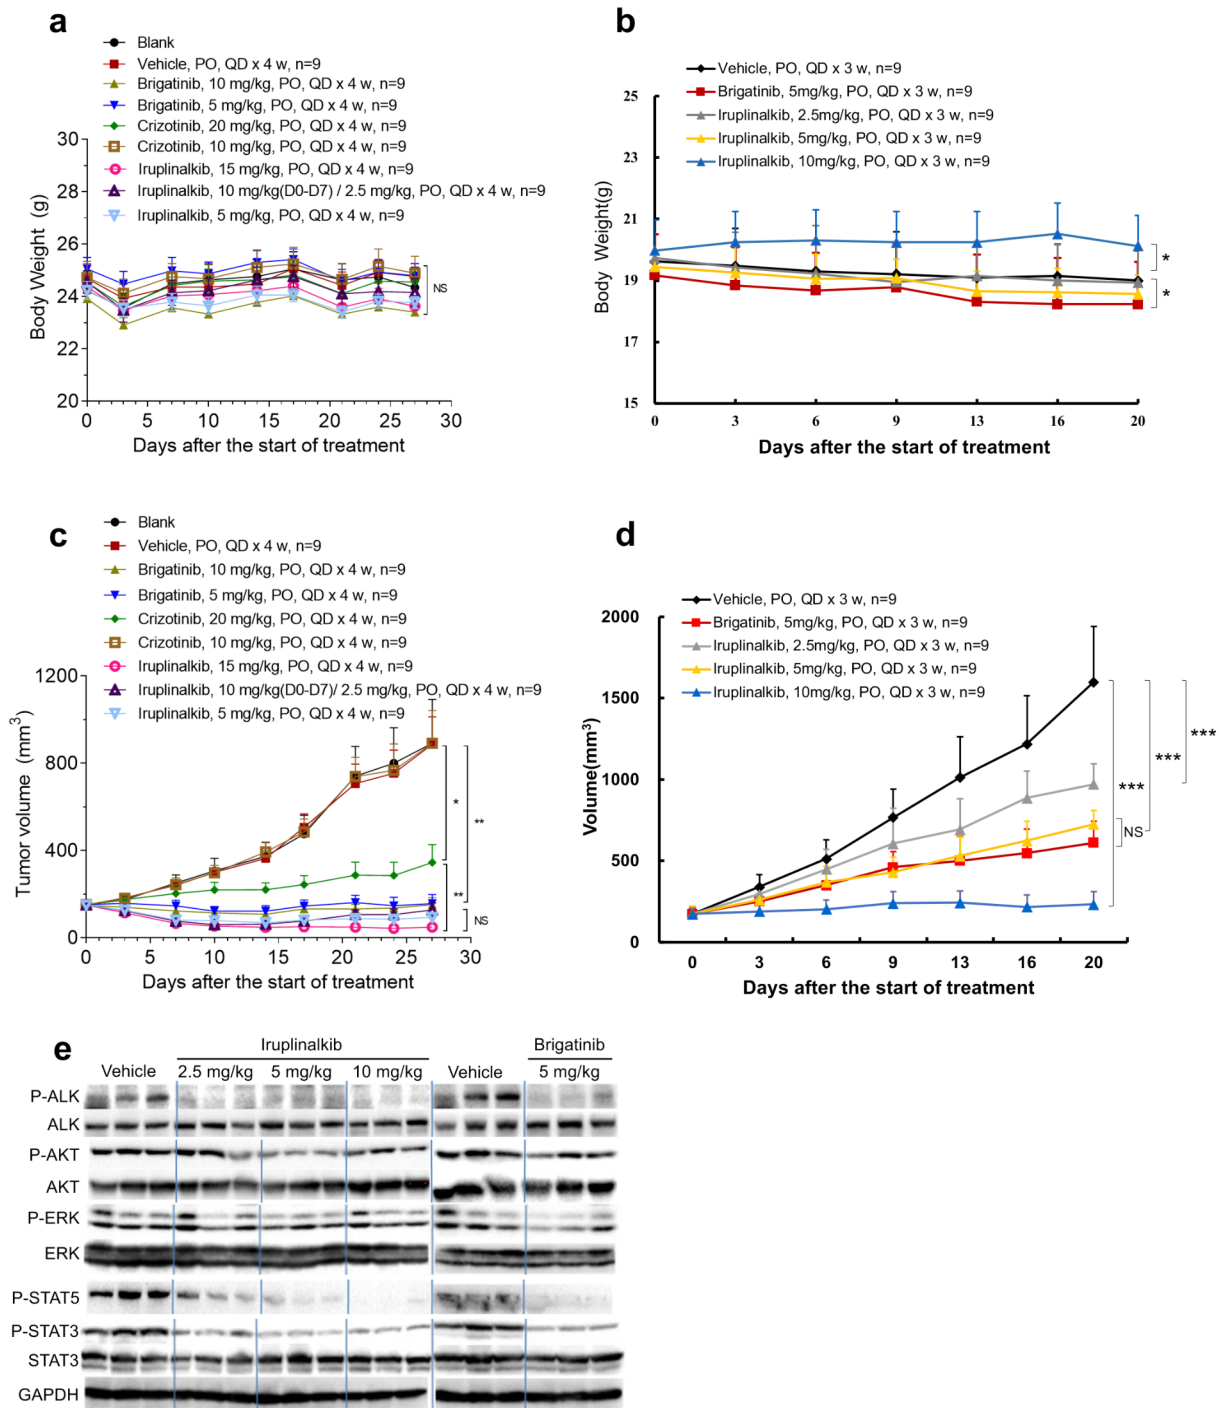 a
Blank
Vehicle, PO, QD x 4 w, n=9
Brigatinib, 10 mg/kg, PO, QD x 4 w, n=9
Brigatinib, 5 mg/kg, PO, QD x 4 w, n=9
Crizotinib, 20 mg/kg, PO, QD x 4 w, n=9
Crizotinib, 10 mg/kg, PO, QD x 4 w, n=9
Iruplinalkib, 15 mg/kg, PO, QD x 4 w, n=9
Iruplinalkib, 10 mg/kg(D0-D7) / 2.5 mg/kg, PO, QD x 4 w, n=9
Iruplinalkib, 5 mg/kg, PO, QD x 4 w, n=9
Body Weight (g)
30
28
26
24
22
20
NS
0 5 10 15 20 25 30
Days after the start of treatment
b
Vehicle, PO, QD x 3 w, n=9
Brigatinib, 5mg/kg, PO, QD x 3 w, n=9
Iruplinalkib, 2.5mg/kg, PO, QD x 3 w, n=9
Iruplinalkib, 5mg/kg, PO, QD x 3 w, n=9
Iruplinalkib, 10mg/kg, PO, QD x 3 w, n=9
Body Weight(g)
25
23
21
19
17
15
*
*
0 3 6 9 13 16 20
Days after the start of treatment
c
Blank
Vehicle, PO, QD x 4 w, n=9
Brigatinib, 10 mg/kg, PO, QD x 4 w, n=9
Brigatinib, 5 mg/kg, PO, QD x 4 w, n=9
Crizotinib, 20 mg/kg, PO, QD x 4 w, n=9
Crizotinib, 10 mg/kg, PO, QD x 4 w, n=9
Iruplinalkib, 15 mg/kg, PO, QD x 4 w, n=9
Iruplinalkib, 10 mg/kg(D0-D7)/ 2.5 mg/kg, PO, QD x 4 w, n=9
Iruplinalkib, 5 mg/kg, PO, QD x 4 w, n=9
Tumor volume (mm³)
1200
800
400
0
*
**
**
NS
0 5 10 15 20 25 30
Days after the start of treatment
d
Vehicle, PO, QD x 3 w, n=9
Brigatinib, 5mg/kg, PO, QD x 3 w, n=9
Iruplinalkib, 2.5mg/kg, PO, QD x 3 w, n=9
Iruplinalkib, 5mg/kg, PO, QD x 3 w, n=9
Iruplinalkib, 10mg/kg, PO, QD x 3 w, n=9
Volume(mm³)
2000
1500
1000
500
0
***
***
***
NS
0 3 6 9 13 16 20
Days after the start of treatment
e
Iruplinalkib Brigatinib
Vehicle 2.5 mg/kg 5 mg/kg 10 mg/kg Vehicle 5 mg/kg
P-ALK
ALK
P-AKT
AKT
P-ERK
ERK
P-STAT5
P-STAT3
STAT3
GAPDH